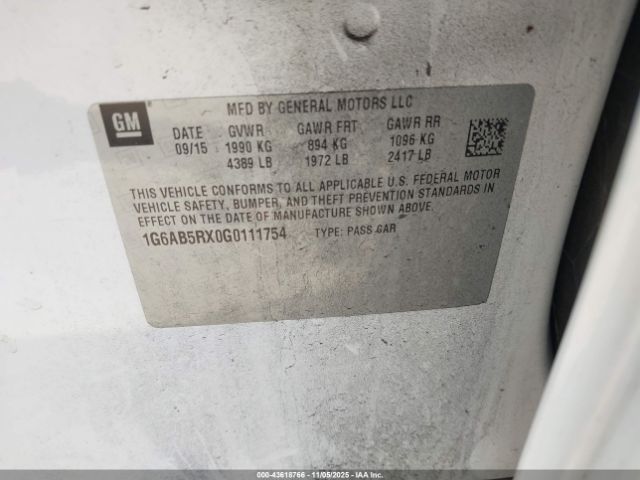 GM
MFD BY GENERAL MOTORS LLC
DATE GVWR GAWR FRT GAWR RR
09/15 1990 KG 894 KG 1096 KG
4389 LB 1972 LB 2417 LB
THIS VEHICLE CONFORMS TO ALL APPLICABLE U.S. FEDERAL MOTOR
VEHICLE SAFETY, BUMPER, AND THEFT PREVENTION STANDARDS IN
EFFECT ON THE DATE OF MANUFACTURE SHOWN ABOVE.
1G6AB5RX0G0111754 TYPE: PASS CAR
000-43618766 - 11/05/2025 - IAAI.COM